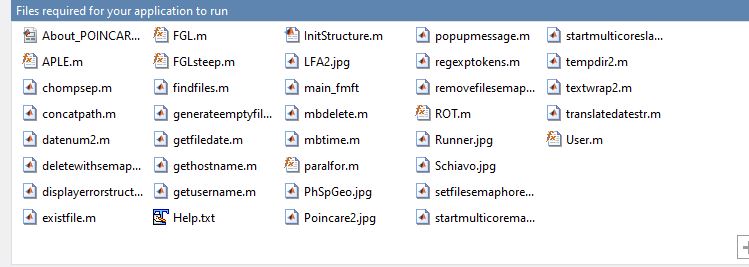 Files required for your application to run
About_POINCAR... FGL.m InitStructure.m popupmessage.m startmulticoresla...
APLE.m FGLsteep.m LFA2.jpg regexptokens.m tempdir2.m
chompsep.m findfiles.m main_fmft removefilesemap... textwrap2.m
concatpath.m generateemptyfil... mbdelete.m ROT.m translatedatestr.m
datenum2.m getfiledate.m mbtime.m Runner.jpg User.m
deletewithsemap... gethostname.m paralfor.m Schiavo.jpg
displayerrorstruct... getusername.m PhSpGeo.jpg setfilesemaphore...
existfile.m Help.txt Poincare2.jpg startmulticorema...